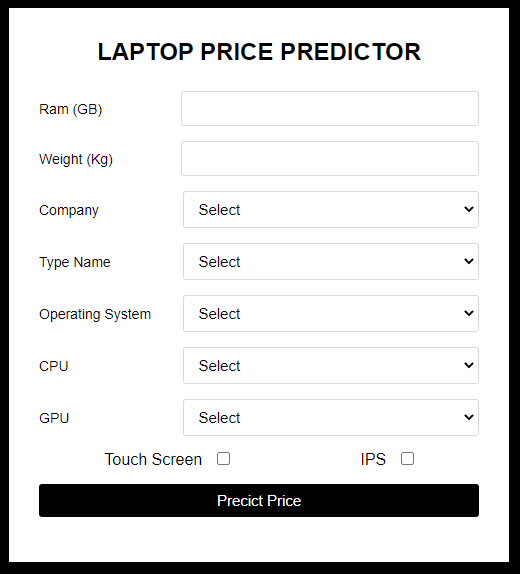 LAPTOP PRICE PREDICTOR
Ram (GB)
Weight (Kg)
Company Select
Type Name Select
Operating System Select
CPU Select
GPU Select
Touch Screen IPS
Precict Price